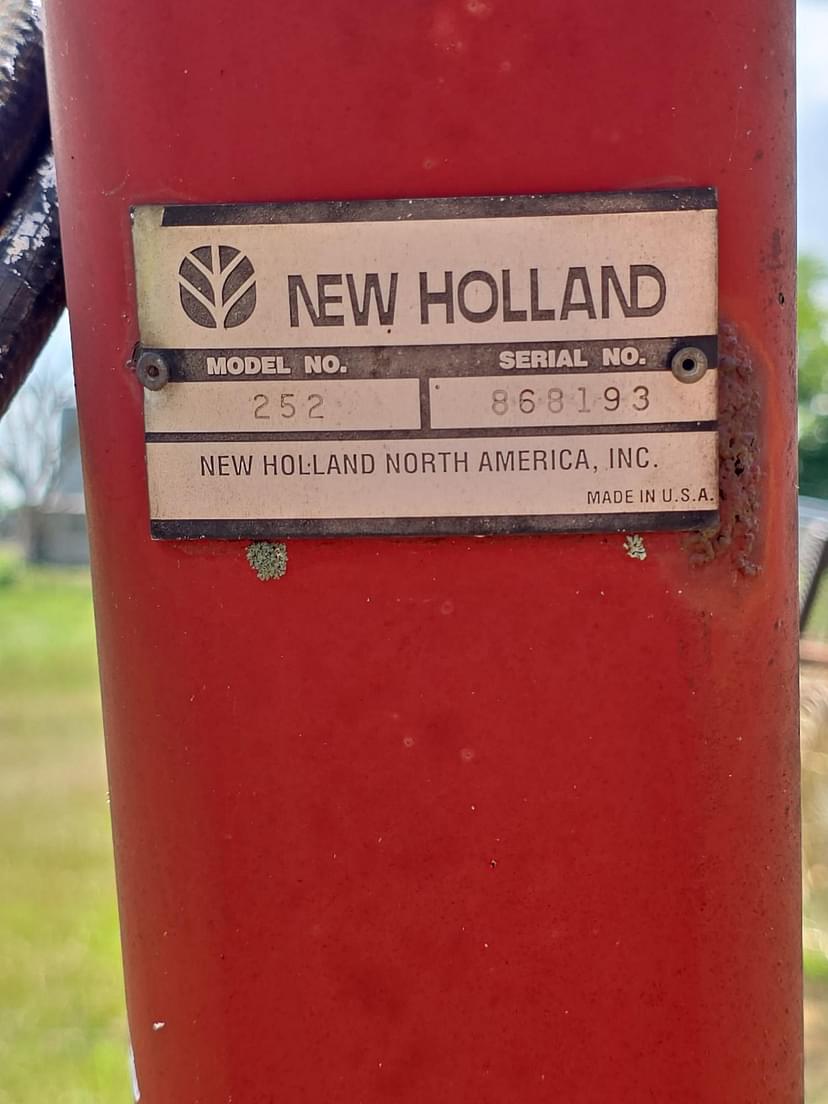 NEW HOLLAND
MODEL NO. SERIAL NO.
252 868193
NEW HOLLAND NORTH AMERICA, INC.
MADE IN U.S.A.